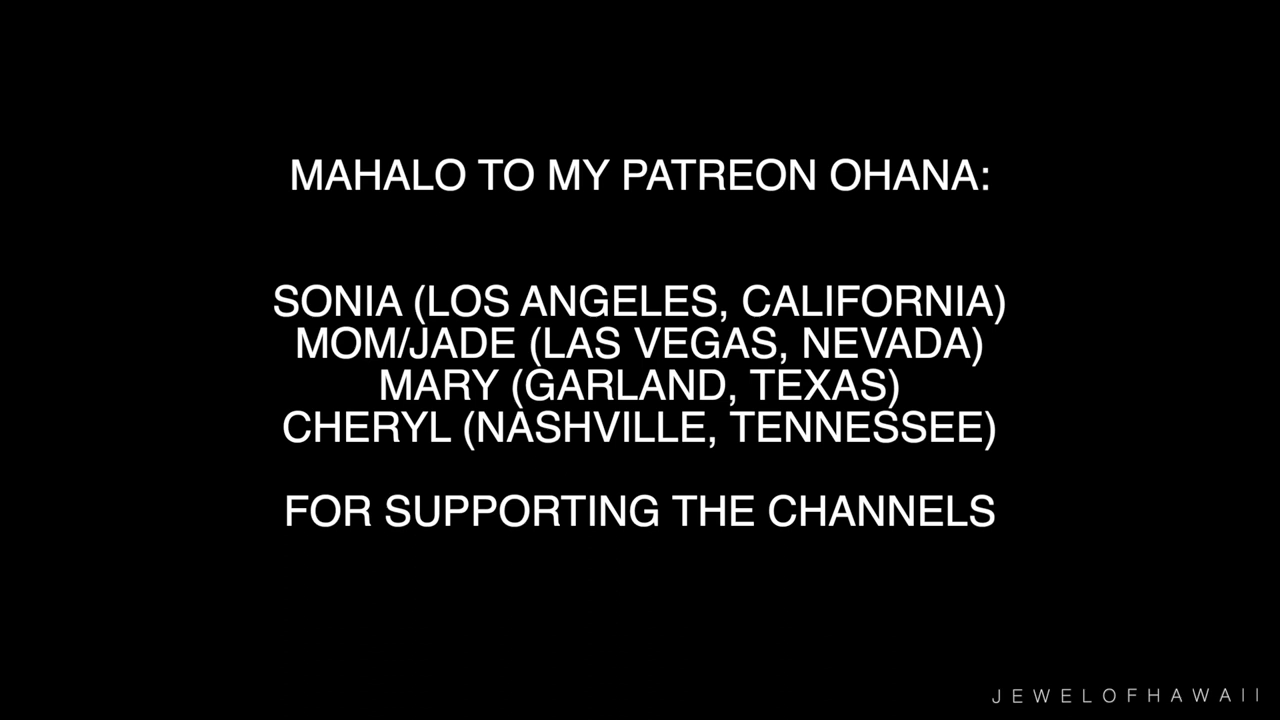 MAHALO TO MY PATREON OHANA:
SONIA (LOS ANGELES, CALIFORNIA)
MOM/JADE (LAS VEGAS, NEVADA)
MARY (GARLAND, TEXAS)
CHERYL (NASHVILLE, TENNESSEE)
FOR SUPPORTING THE CHANNELS
JEWELOFHAWAII